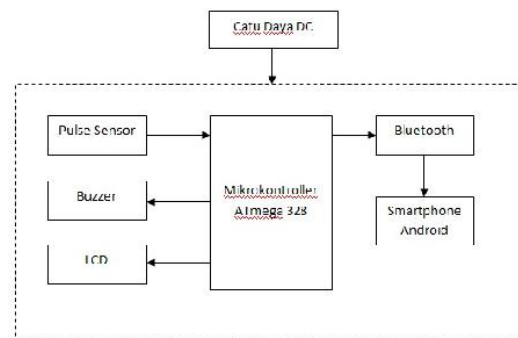 Catu Daya DC
Pulse Sensor
Bluetooth
Buzzer
Mikrokontroller
ATmega 328
Smartphone
Android
LCD